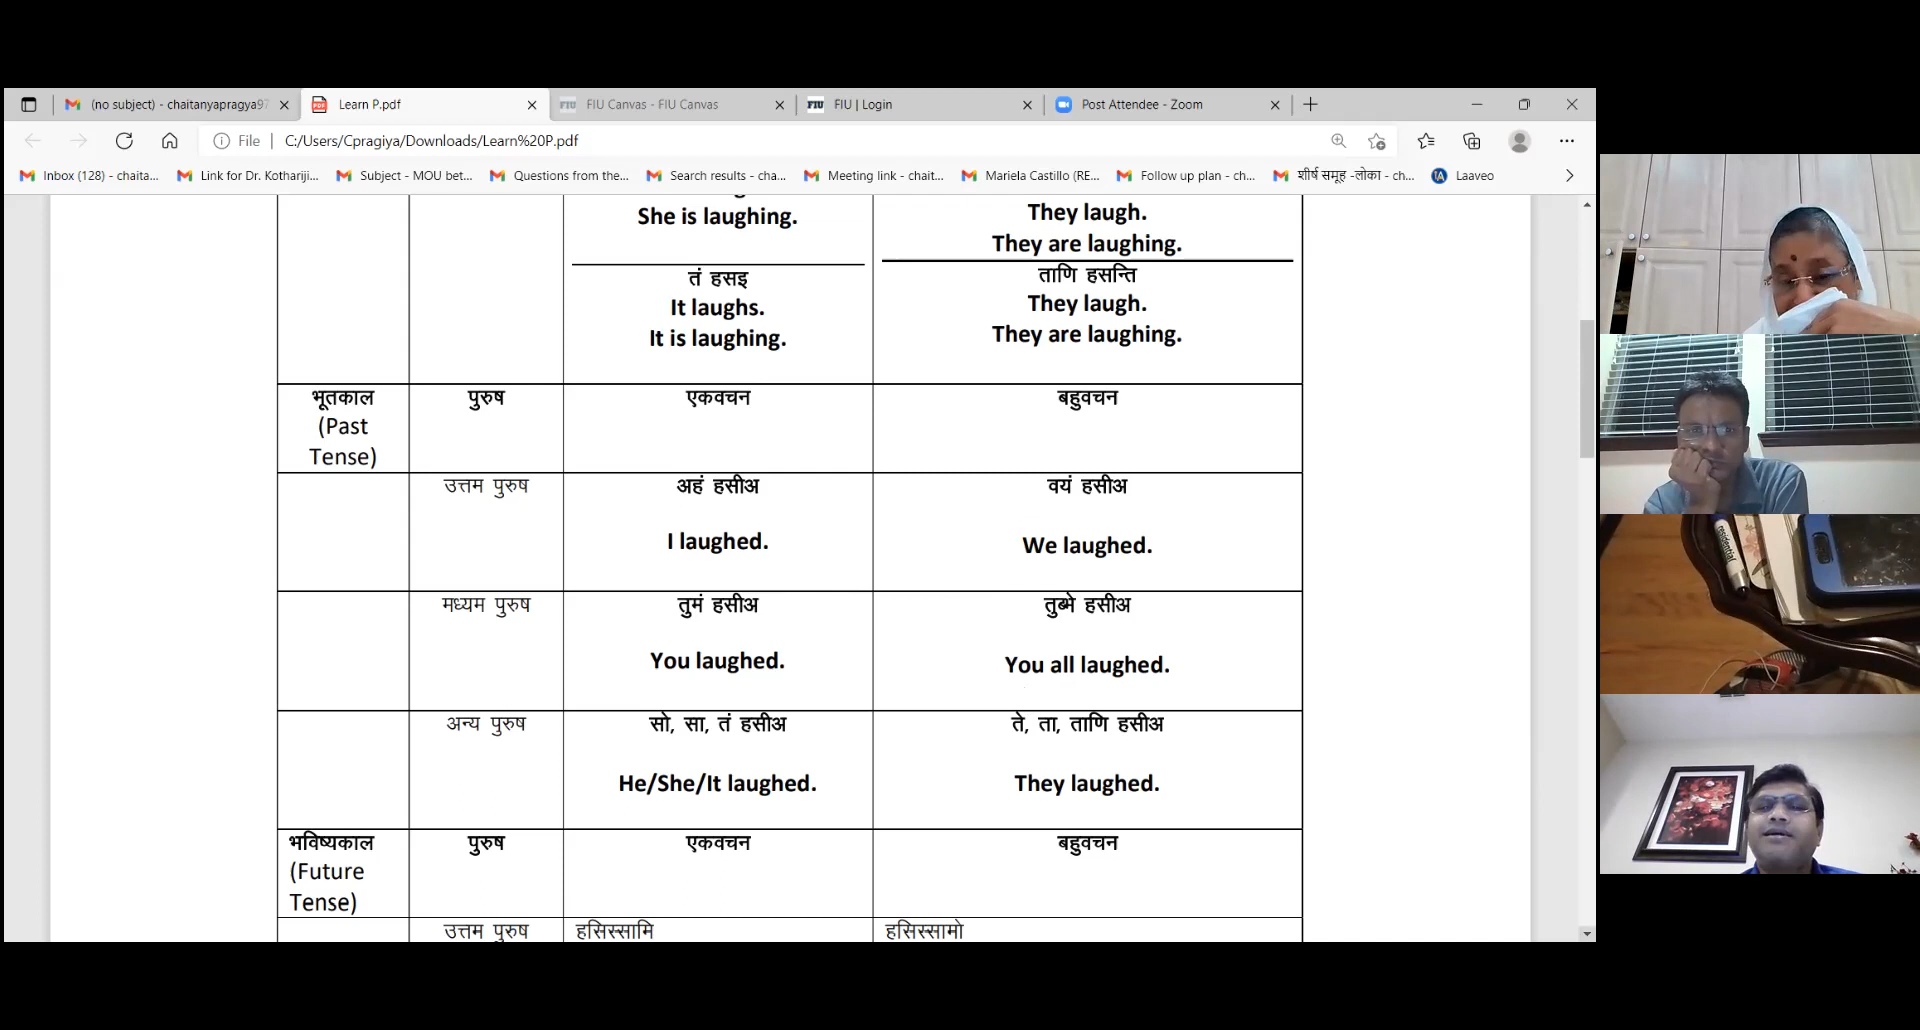 (no subject) - chaitanyapragya97
Learn P.pdf
FIU Canvas - FIU Canvas
FIU | Login
Post Attendee - Zoom
File
C:/Users/Cpragiya/Downloads/Learn%20P.pdf
Inbox (128) - chaita...
Link for Dr. Kothariji...
Subject - MOU bet...
Questions from the...
Search results - cha...
Meeting link - chait...
Mariela Castillo (RE...
Follow up plan - ch...
शीर्ष समूह -लोका - ch...
Laaveo
She is laughing.
They laugh.
They are laughing.
तं हसइ
It laughs.
It is laughing.
ताणि हसन्ति
They laugh.
They are laughing.
भूतकाल
(Past
Tense)
पुरुष
एकवचन
बहुवचन
उत्तम पुरुष
अहं हसीअ
I laughed.
वयं हसीअ
We laughed.
मध्यम पुरुष
तुमं हसीअ
You laughed.
तुब्भे हसीअ
You all laughed.
अन्य पुरुष
सो, सा, तं हसीअ
He/She/It laughed.
ते, ता, ताणि हसीअ
They laughed.
भविष्यकाल
(Future
Tense)
पुरुष
एकवचन
बहुवचन
उत्तम पुरुष
हसिस्सामि
हसिस्सामो